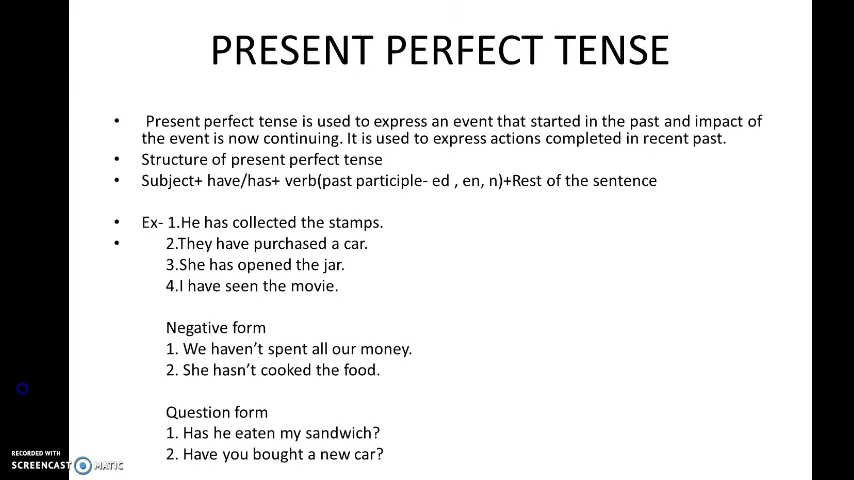 PRESENT PERFECT TENSE
• Present perfect tense is used to express an event that started in the past and impact of
the event is now continuing. It is used to express actions completed in recent past.
• Structure of present perfect tense
• Subject+ have/has+ verb(past participle- ed , en, n)+Rest of the sentence
• Ex- 1.He has collected the stamps.
• 2.They have purchased a car.
3.She has opened the jar.
4.I have seen the movie.
Negative form
1. We haven't spent all our money.
2. She hasn't cooked the food.
Question form
1. Has he eaten my sandwich?
2. Have you bought a new car?
RECORDED WITH
SCREENCAST MATIC